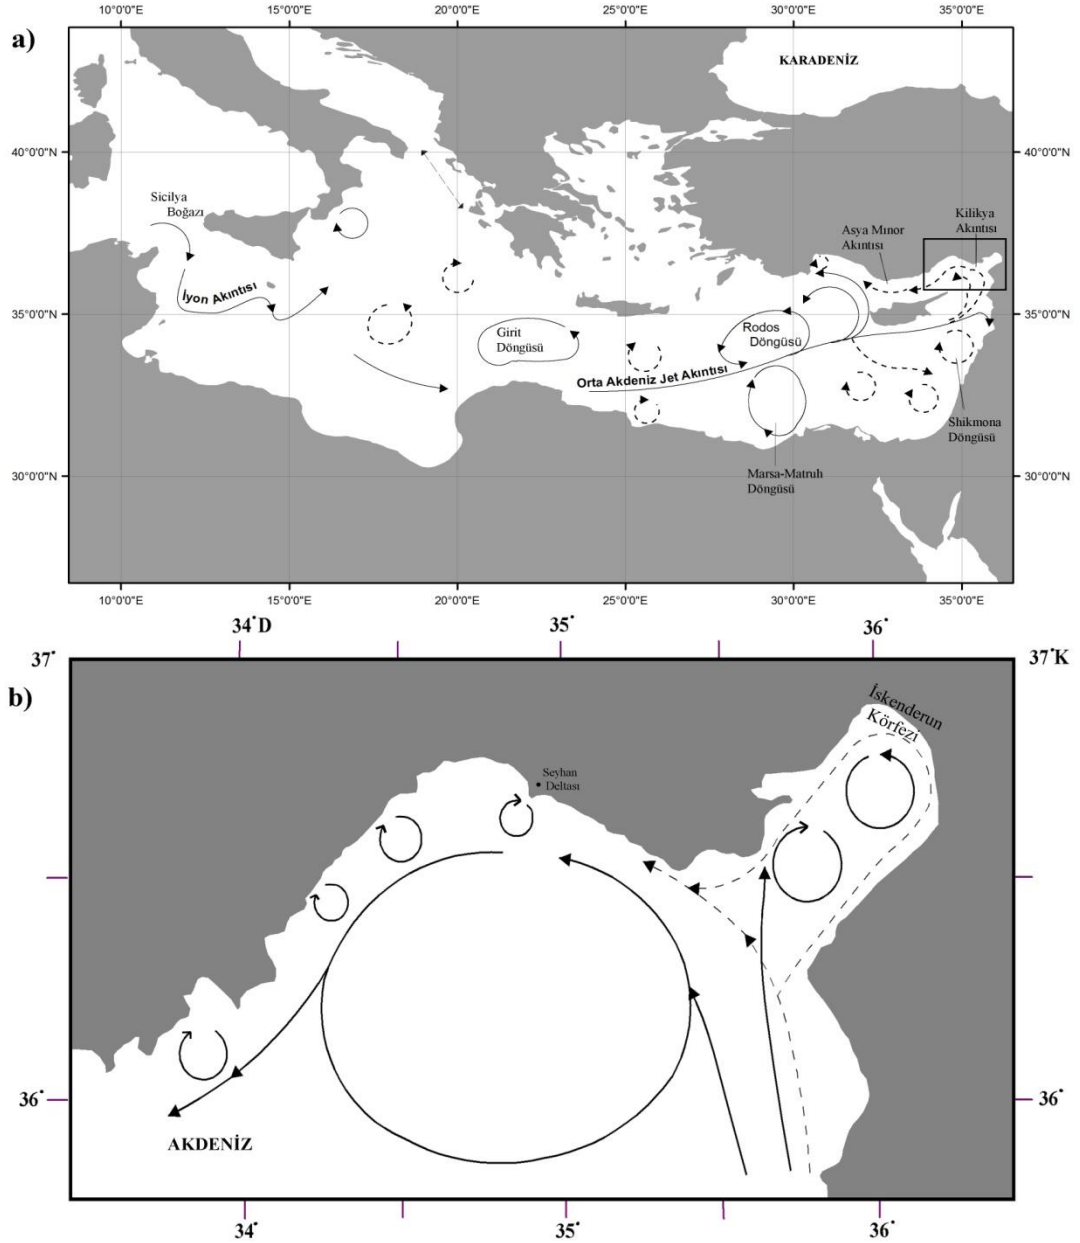 a)
10°0'0"E 15°0'0"E 20°0'0"E 25°0'0"E 30°0'0"E 35°0'0"E
KARADENİZ
40°0'0"N 40°0'0"N
Sicilya
Boğazı
Kilikya
Akıntısı
Asya Mınor
Akıntısı
İyon Akıntısı
35°0'0"N 35°0'0"N
Girit
Döngüsü
Rodos
Döngüsü
Orta Akdeniz Jet Akıntısı
Shikmona
Döngüsü
Marsa-Matruh
Döngüsü
30°0'0"N 30°0'0"N
10°0'0"E 15°0'0"E 20°0'0"E 25°0'0"E 30°0'0"E 35°0'0"E
34°D 35° 36°
37° 37°K
b)
İskenderun
Körfezi
Seyhan
Deltası
36° 36°
AKDENİZ
34° 35° 36°